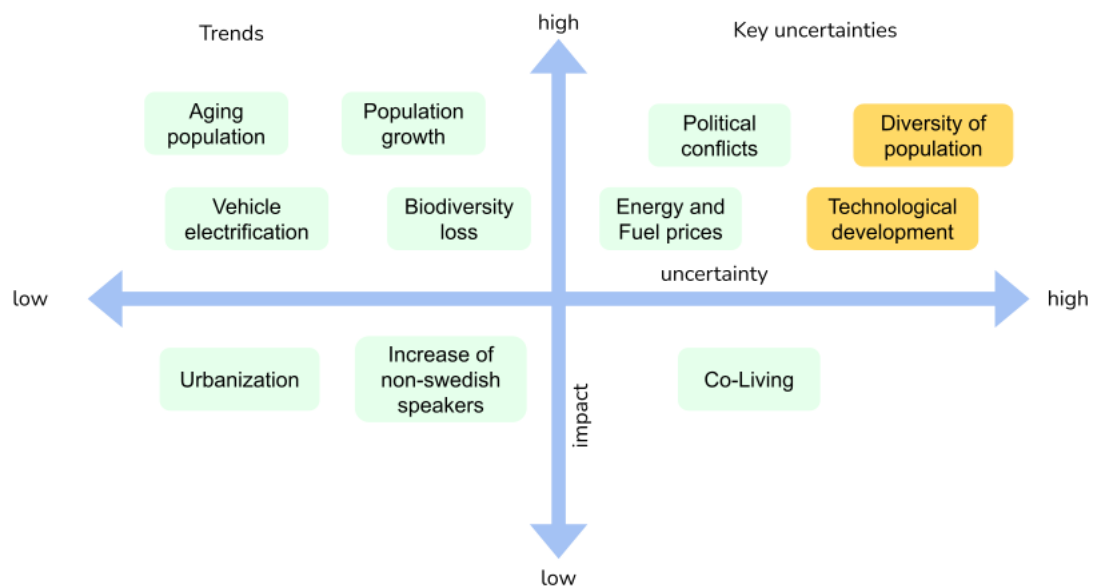 Trends
high
Key uncertainties
Aging
population
Population
growth
Political
conflicts
Diversity of
population
Vehicle
electrification
Biodiversity
loss
Energy and
Fuel prices
Technological
development
uncertainty
low
high
Urbanization
Increase of
non-swedish
speakers
impact
Co-Living
low